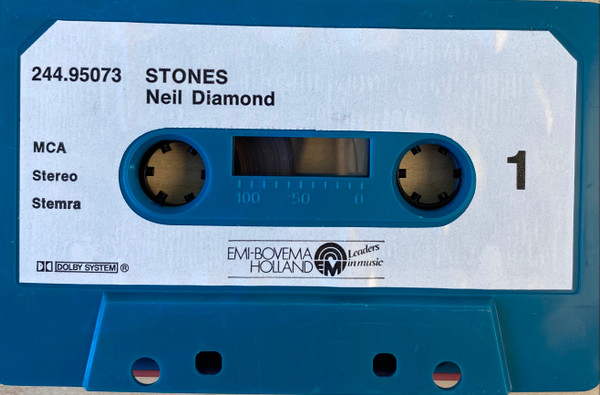 244.95073 STONES
Neil Diamond
MCA
Stereo
Stemra
1
100 50 0
DOLBY SYSTEM ®
EMI-BOVEMA
HOLLAND
Leaders
in music